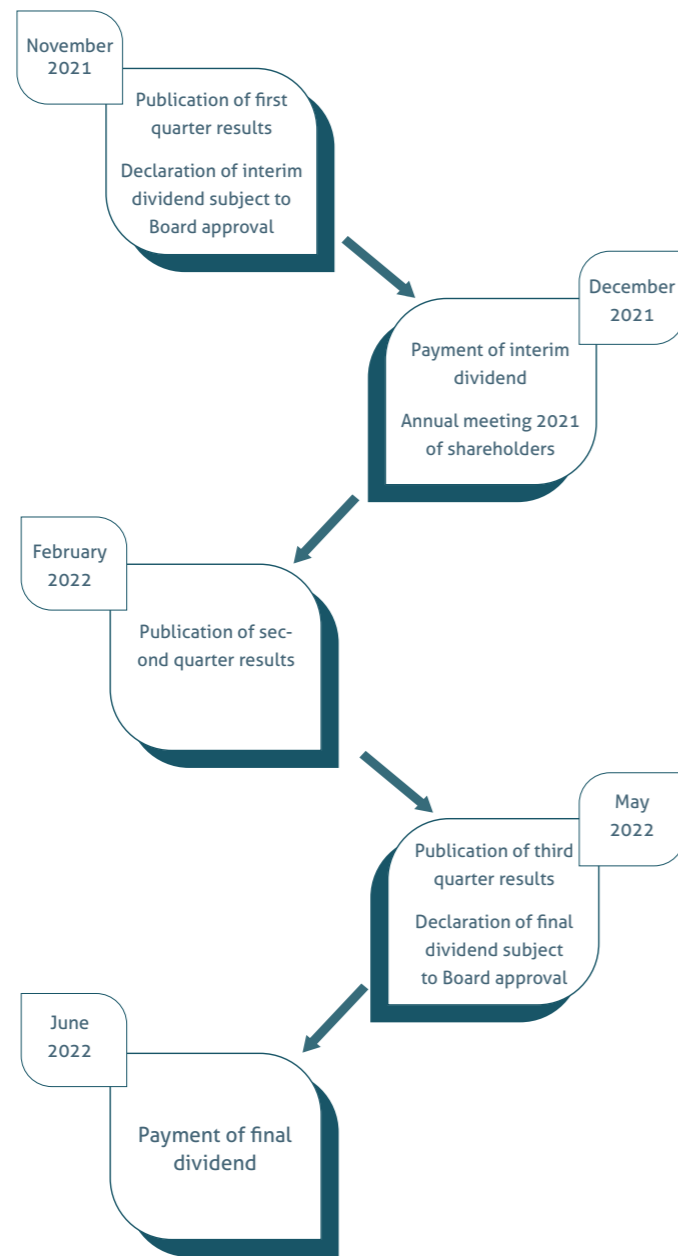 November
2021
Publication of first
quarter results
Declaration of interim
dividend subject to
Board approval
December
2021
Payment of interim
dividend
Annual meeting 2021
of shareholders
February
2022
Publication of sec-
ond quarter results
May
2022
Publication of third
quarter results
Declaration of final
dividend subject
to Board approval
June
2022
Payment of final
dividend